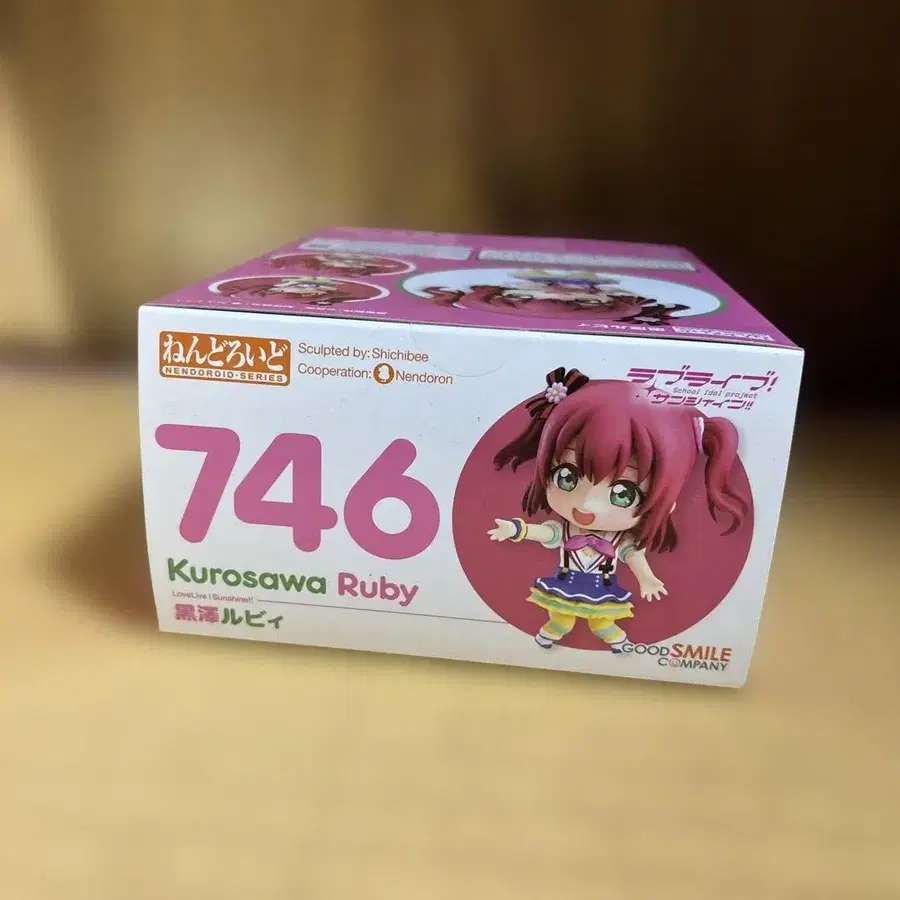 ねんどろいど
NENDOROID·SERIES
Sculpted by: Shichibee
Cooperation: Nendoron
ラブライブ!
School idol project
サンシャイン!!
746
Kurosawa Ruby
LoveLive! Sunshine!!
黒澤ルビィ
GOOD SMILE
COMPANY